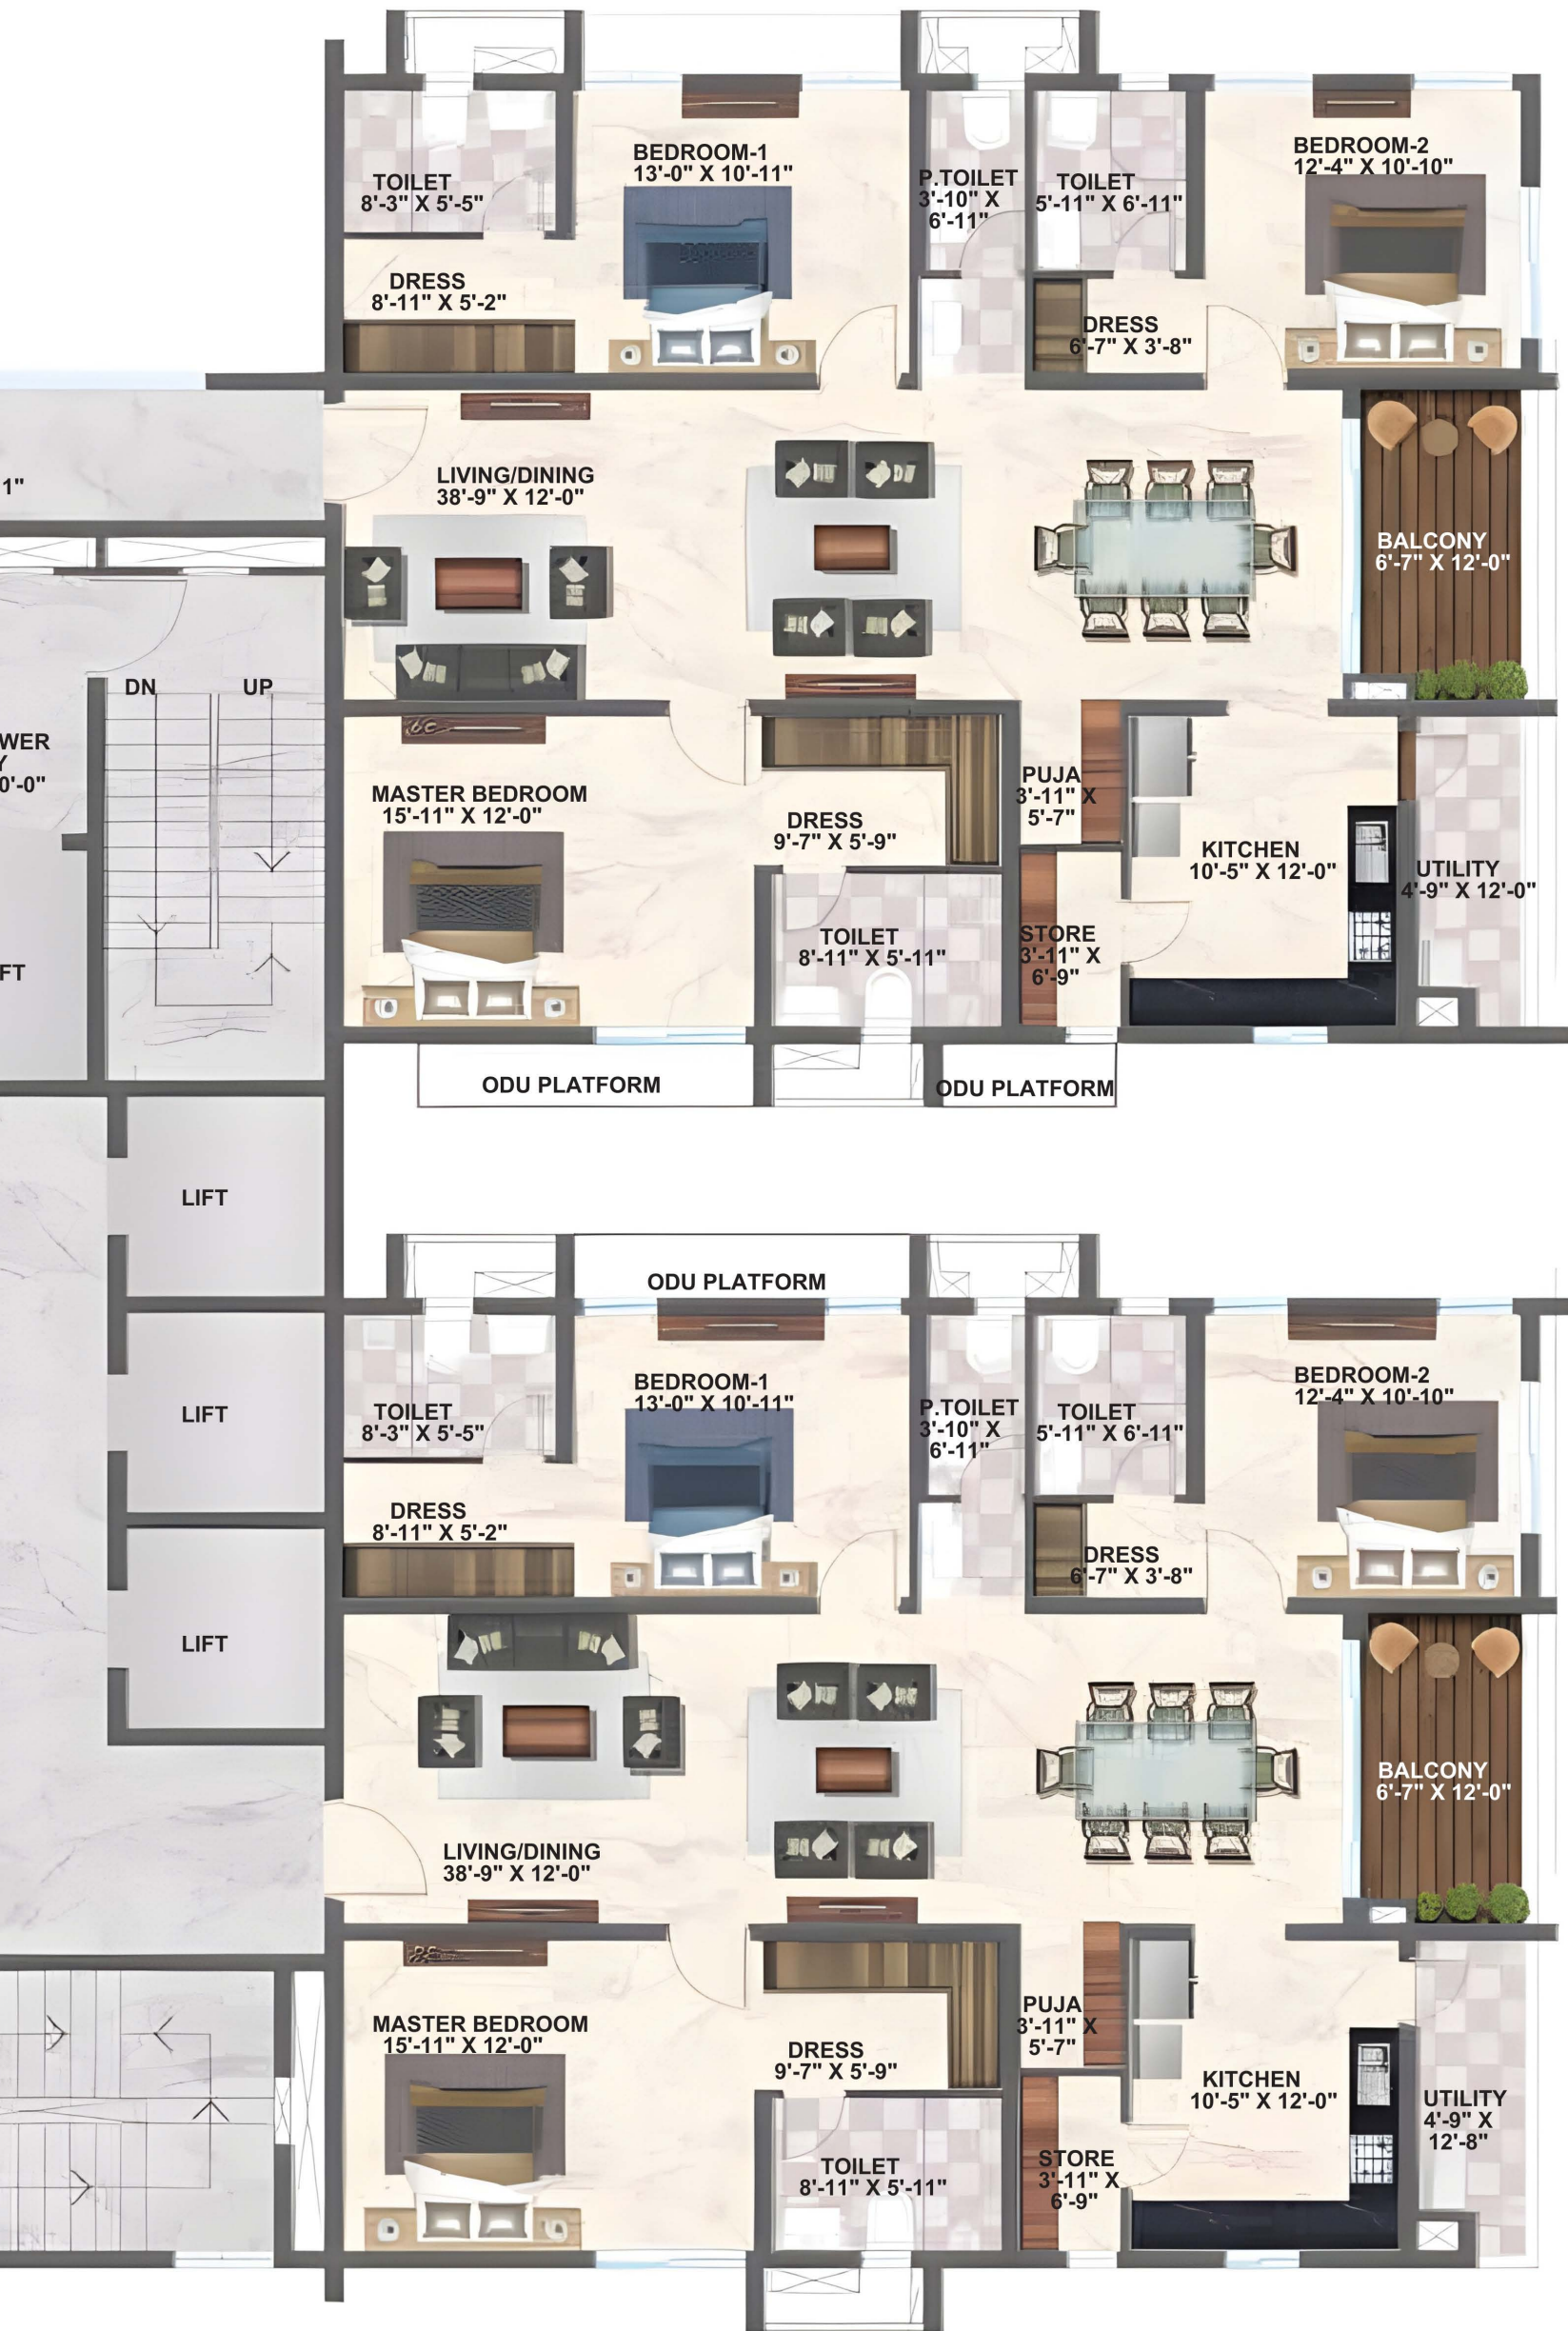 BEDROOM-1
13'-0" X 10'-11"
BEDROOM-2
12'-4" X 10'-10"
TOILET
8'-3" X 5'-5"
P.TOILET
3'-10" X
6'-11"
TOILET
5'-11" X 6'-11"
DRESS
8'-11" X 5'-2"
DRESS
6'-7" X 3'-8"
LIVING/DINING
38'-9" X 12'-0"
1"
BALCONY
6'-7" X 12'-0"
DN
UP
WER
Y
0'-0"
MASTER BEDROOM
15'-11" X 12'-0"
DRESS
9'-7" X 5'-9"
PUJA
3'-11" X
5'-7"
KITCHEN
10'-5" X 12'-0"
UTILITY
4'-9" X 12'-0"
FT
TOILET
8'-11" X 5'-11"
STORE
3'-11" X
6'-9"
ODU PLATFORM
ODU PLATFORM
LIFT
ODU PLATFORM
LIFT
BEDROOM-1
13'-0" X 10'-11"
BEDROOM-2
12'-4" X 10'-10"
TOILET
8'-3" X 5'-5"
P.TOILET
3'-10" X
6'-11"
TOILET
5'-11" X 6'-11"
DRESS
8'-11" X 5'-2"
DRESS
6'-7" X 3'-8"
LIFT
BALCONY
6'-7" X 12'-0"
LIVING/DINING
38'-9" X 12'-0"
MASTER BEDROOM
15'-11" X 12'-0"
DRESS
9'-7" X 5'-9"
PUJA
3'-11" X
5'-7"
KITCHEN
10'-5" X 12'-0"
UTILITY
4'-9" X
12'-8"
TOILET
8'-11" X 5'-11"
STORE
3'-11" X
6'-9"